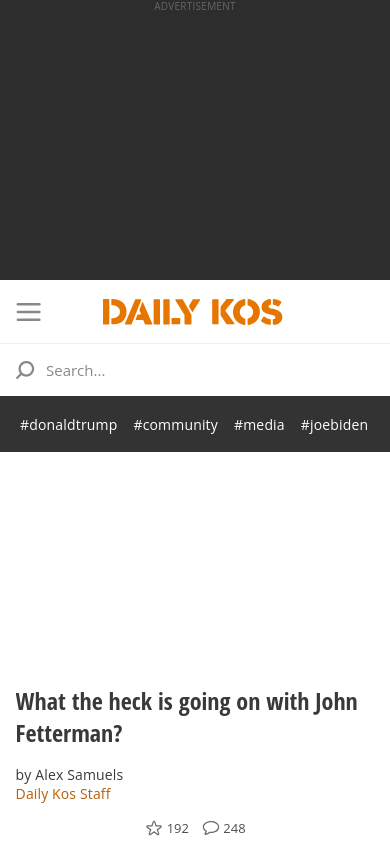 ADVERTISEMENT
DAILY KOS
Search...
#donaldtrump #community #media #joebiden
What the heck is going on with John
Fetterman?
by Alex Samuels
Daily Kos Staff
192 248